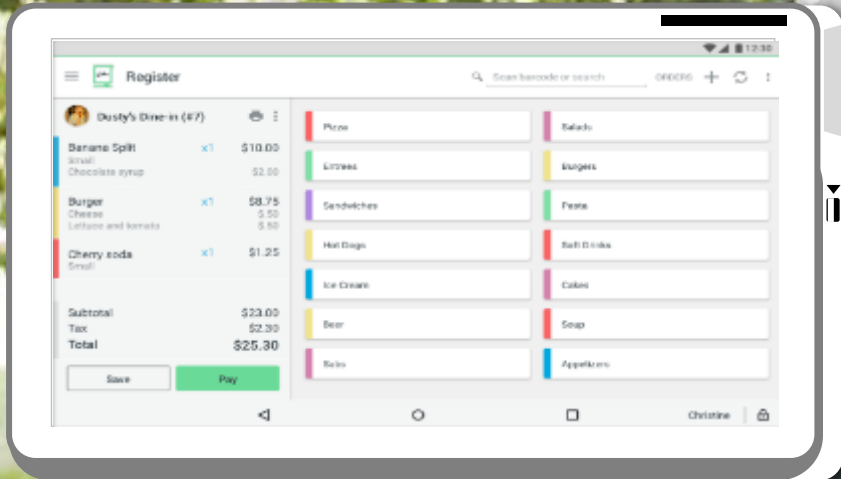 12:30
Register
Scan barcode or search
ORDERS
Dusty's Dine-in (#7)
Banana Split x1 $10.00
Small
Chocolate syrup $2.00
Burger x1 $8.75
Cheese $.50
Lettuce and tomato $.50
Cherry soda x1 $1.25
Small
Subtotal $23.00
Tax $2.30
Total $25.30
Save Pay
Pizza Salads
Entrees Burgers
Sandwiches Pasta
Hot Dogs Soft Drinks
Ice Cream Cakes
Beer Soup
Subs Appetizers
Christine